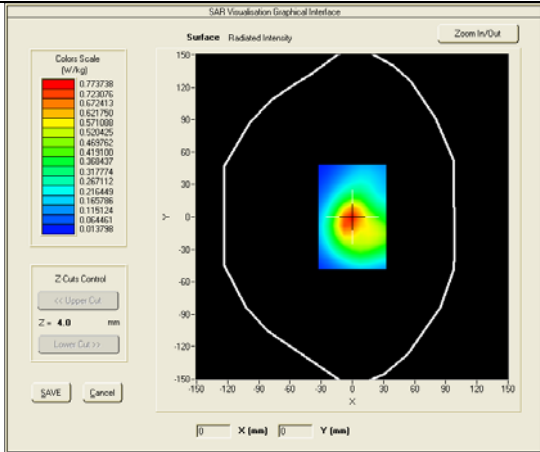 SAR Visualisation Graphical Interface
Surface Radiated Intensity
Zoom In/Out
Colors Scale
(W/kg)
0.773738
0.723076
0.672413
0.621750
0.571088
0.520425
0.469762
0.419100
0.368437
0.317774
0.267112
0.216449
0.165786
0.115124
0.064461
0.013798
Z Cuts Control
<< Upper Cut
Z = 4.0 mm
Lower Cut >>
SAVE Cancel
150-
120-
90-
60-
30-
Y 0-
-30-
-60-
-90-
-120-
-150-
-150 -120 -90 -60 -30 0 30 60 90 120 150
X
0 X (mm) 0 Y (mm)